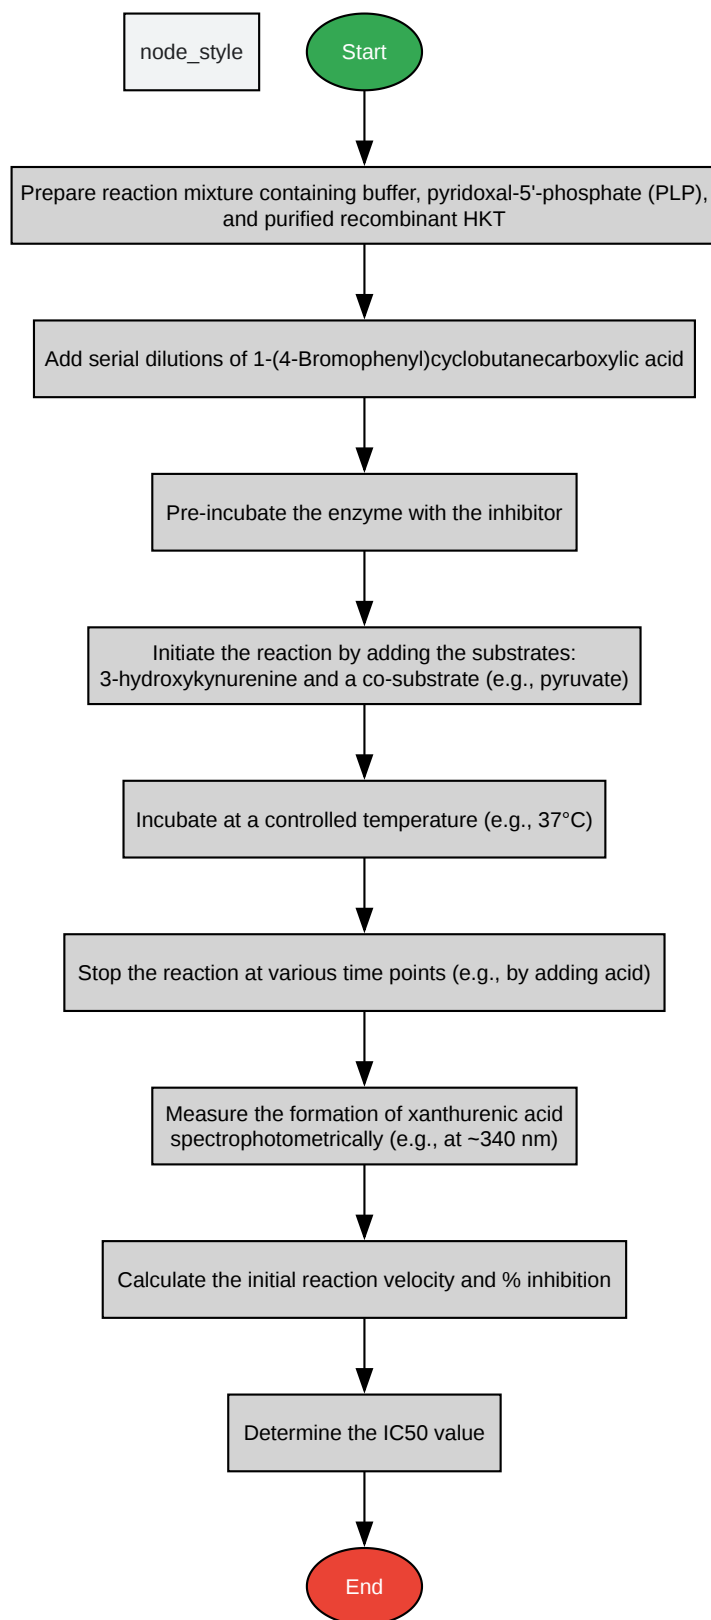 node_style
Start
Prepare reaction mixture containing buffer, pyridoxal-5'-phosphate (PLP),
and purified recombinant HKT
Add serial dilutions of 1-(4-Bromophenyl)cyclobutanecarboxylic acid
Pre-incubate the enzyme with the inhibitor
Initiate the reaction by adding the substrates:
3-hydroxykynurenine and a co-substrate (e.g., pyruvate)
Incubate at a controlled temperature (e.g., 37°C)
Stop the reaction at various time points (e.g., by adding acid)
Measure the formation of xanthurenic acid
spectrophotometrically (e.g., at ~340 nm)
Calculate the initial reaction velocity and % inhibition
Determine the IC50 value
End